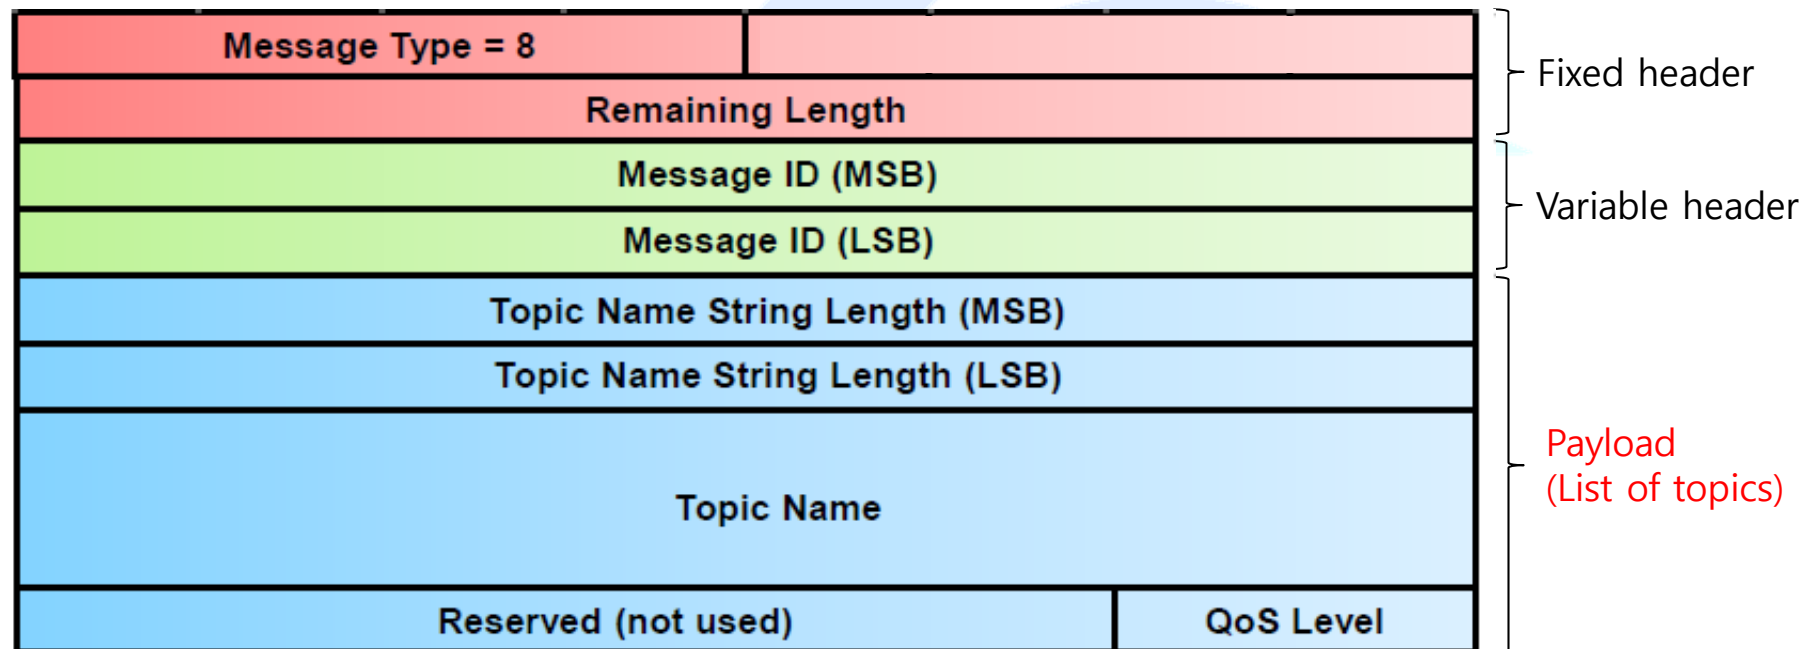 Message Type = 8
Fixed header
Remaining Length
Message ID (MSB)
Variable header
Message ID (LSB)
Topic Name String Length (MSB)
Topic Name String Length (LSB)
Payload
(List of topics)
Topic Name
Reserved (not used)
QoS Level